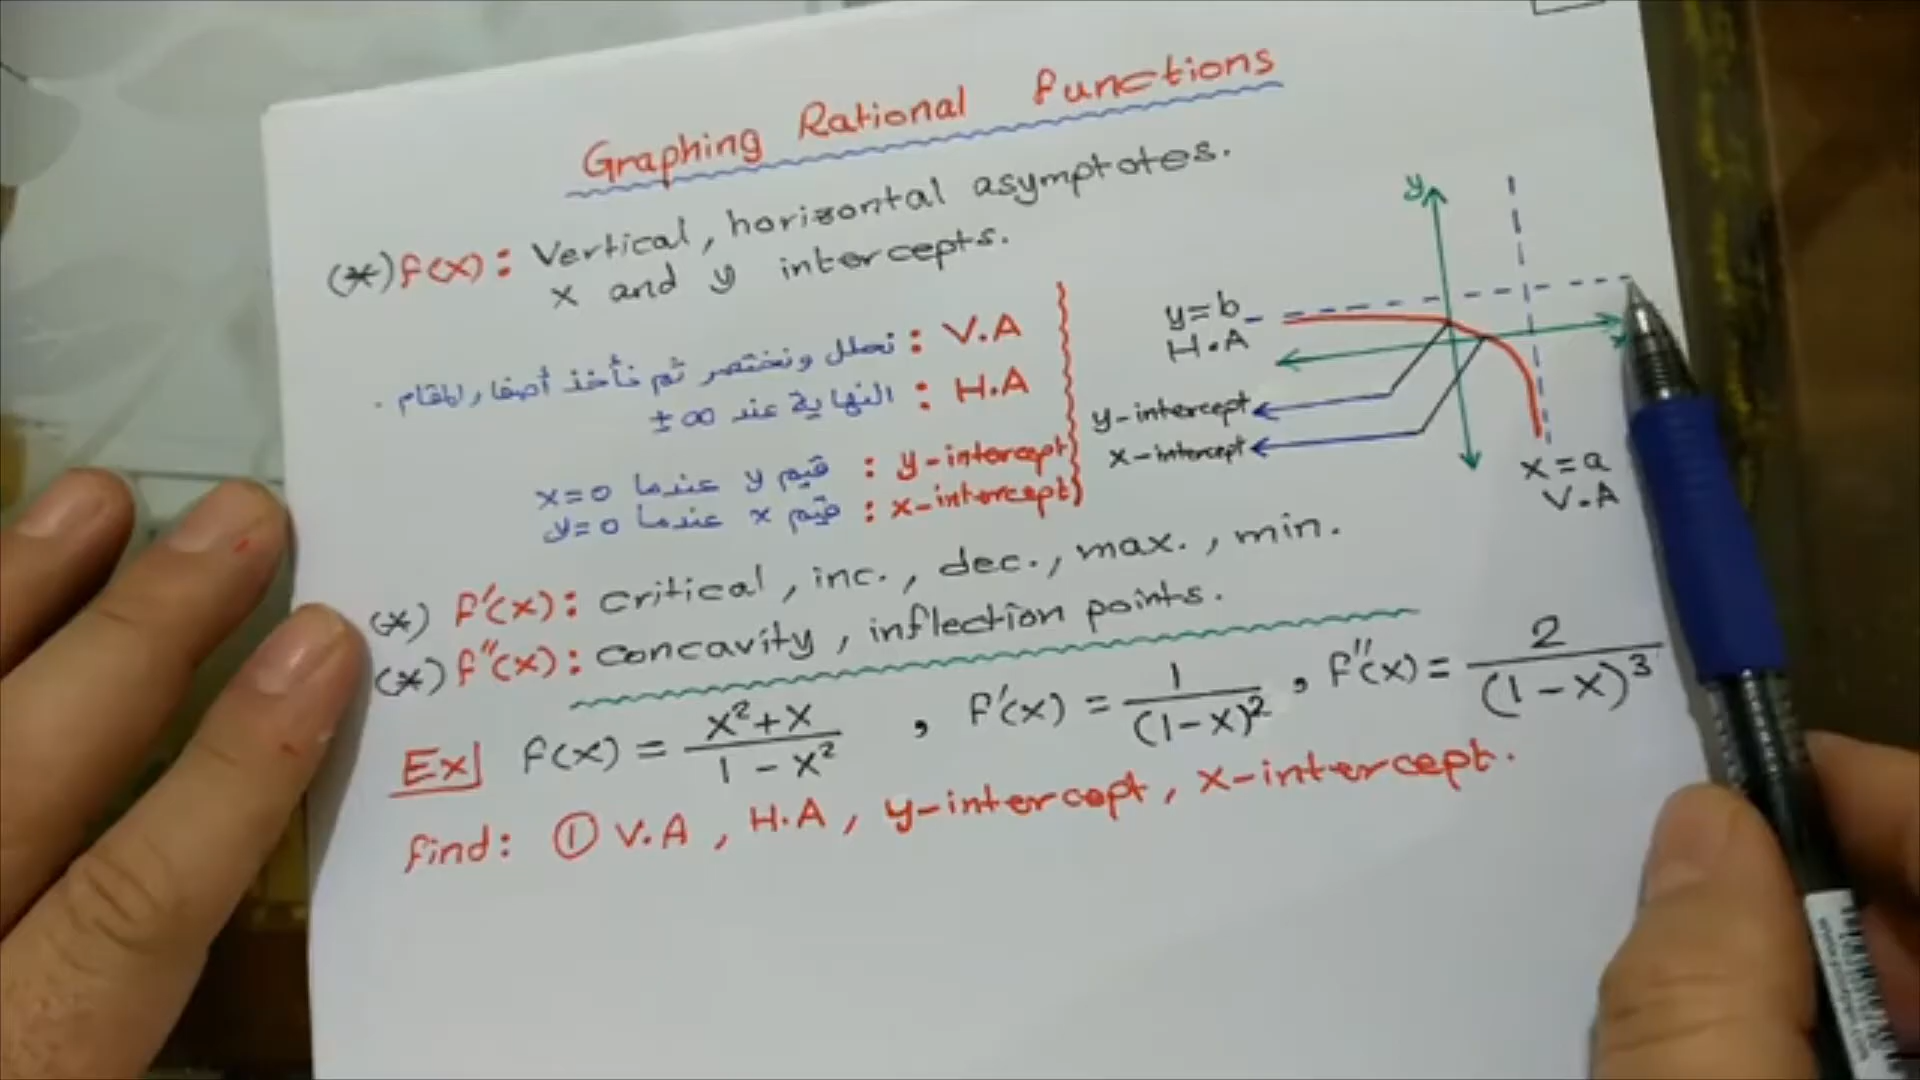 Graphing Rational functions
(*) f(x): Vertical, horizontal asymptotes.
x and y intercepts.
V.A : نحلل ونختصر ثم نأخذ أصفار المقام .
H.A : النهاية عند ±∞
y-intercept : قيم y عندما x=0
x-intercept : قيم x عندما y=0
y
y=b
H.A
y-intercept
x-intercept
x=a
V.A
(*) f'(x): critical, inc., dec., max., min.
(*) f''(x): concavity, inflection points.
Ex] f(x) = (x²+x)/(1-x²) , f'(x) = 1/(1-x)² , f''(x) = 2/(1-x)³
find: ① V.A, H.A, y-intercept, x-intercept.